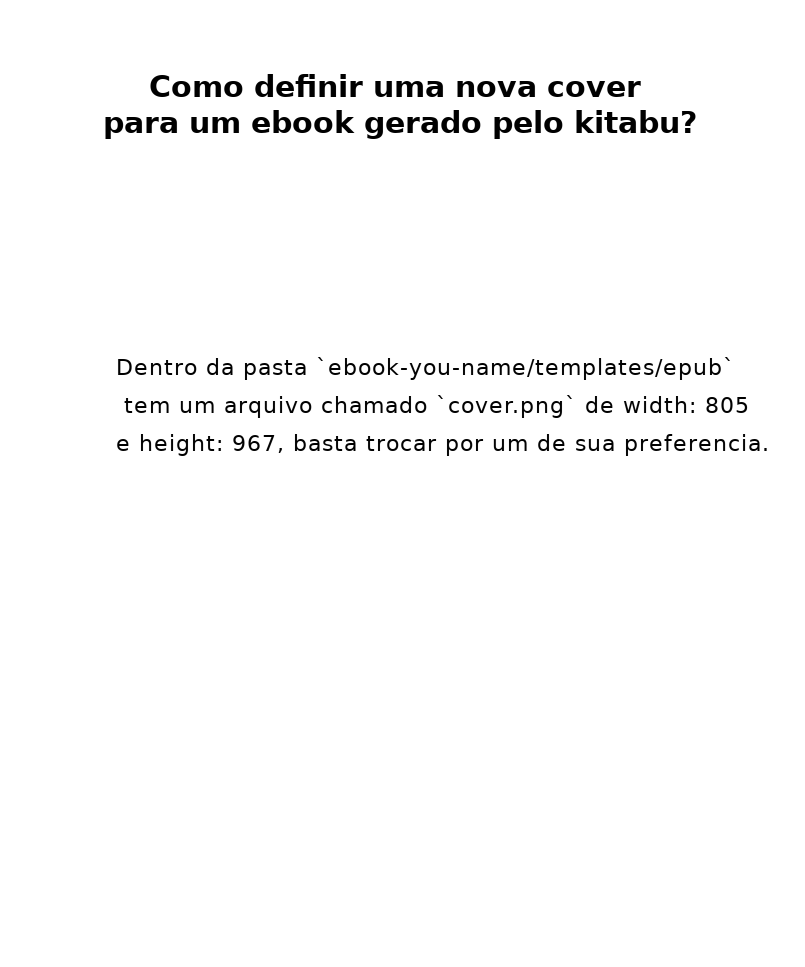 Como definir uma nova cover
para um ebook gerado pelo kitabu?
Dentro da pasta `ebook-you-name/templates/epub`
tem um arquivo chamado `cover.png` de width: 805
e height: 967, basta trocar por um de sua preferencia.